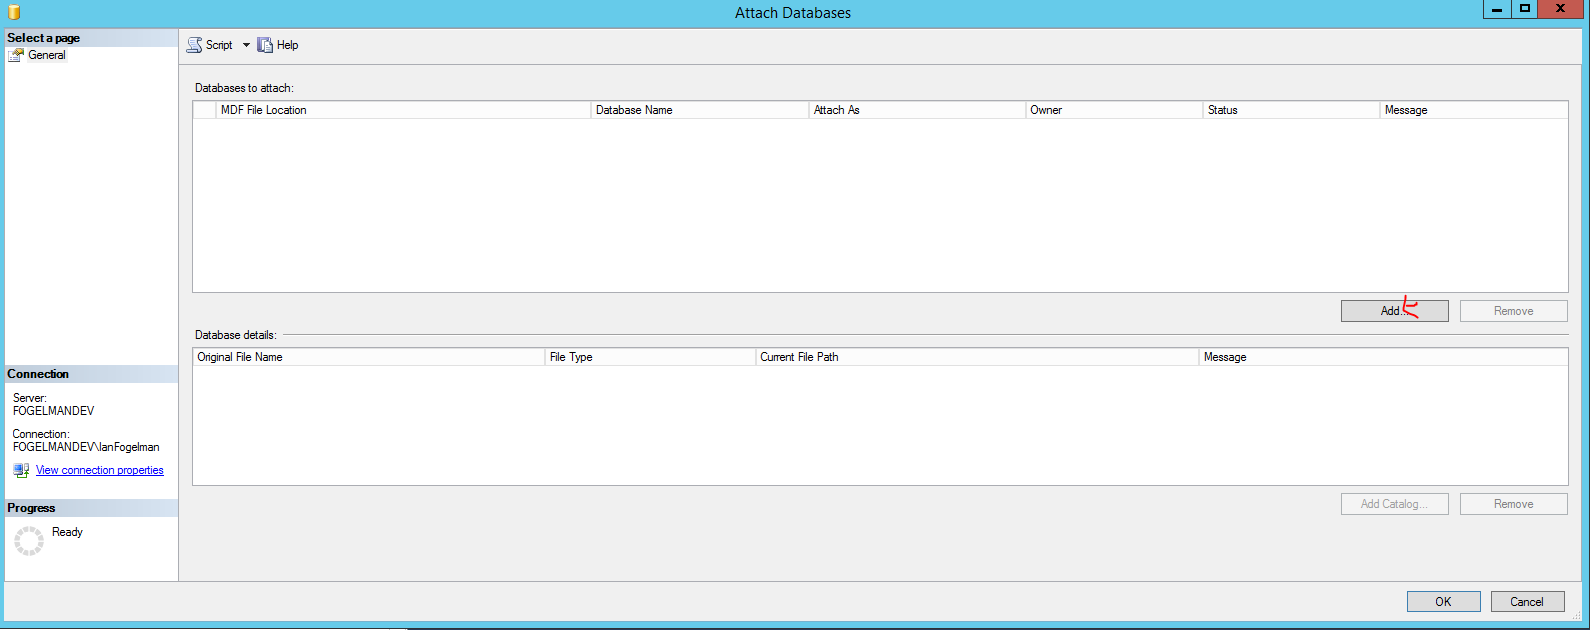 Attach Databases
Select a page
General
Script Help
Databases to attach:
MDF File Location Database Name Attach As Owner Status Message
Add... Remove
Database details:
Original File Name File Type Current File Path Message
Connection
Server:
FOGELMANDEV
Connection:
FOGELMANDEV\IanFogelman
View connection properties
Add Catalog... Remove
Progress
Ready
OK Cancel